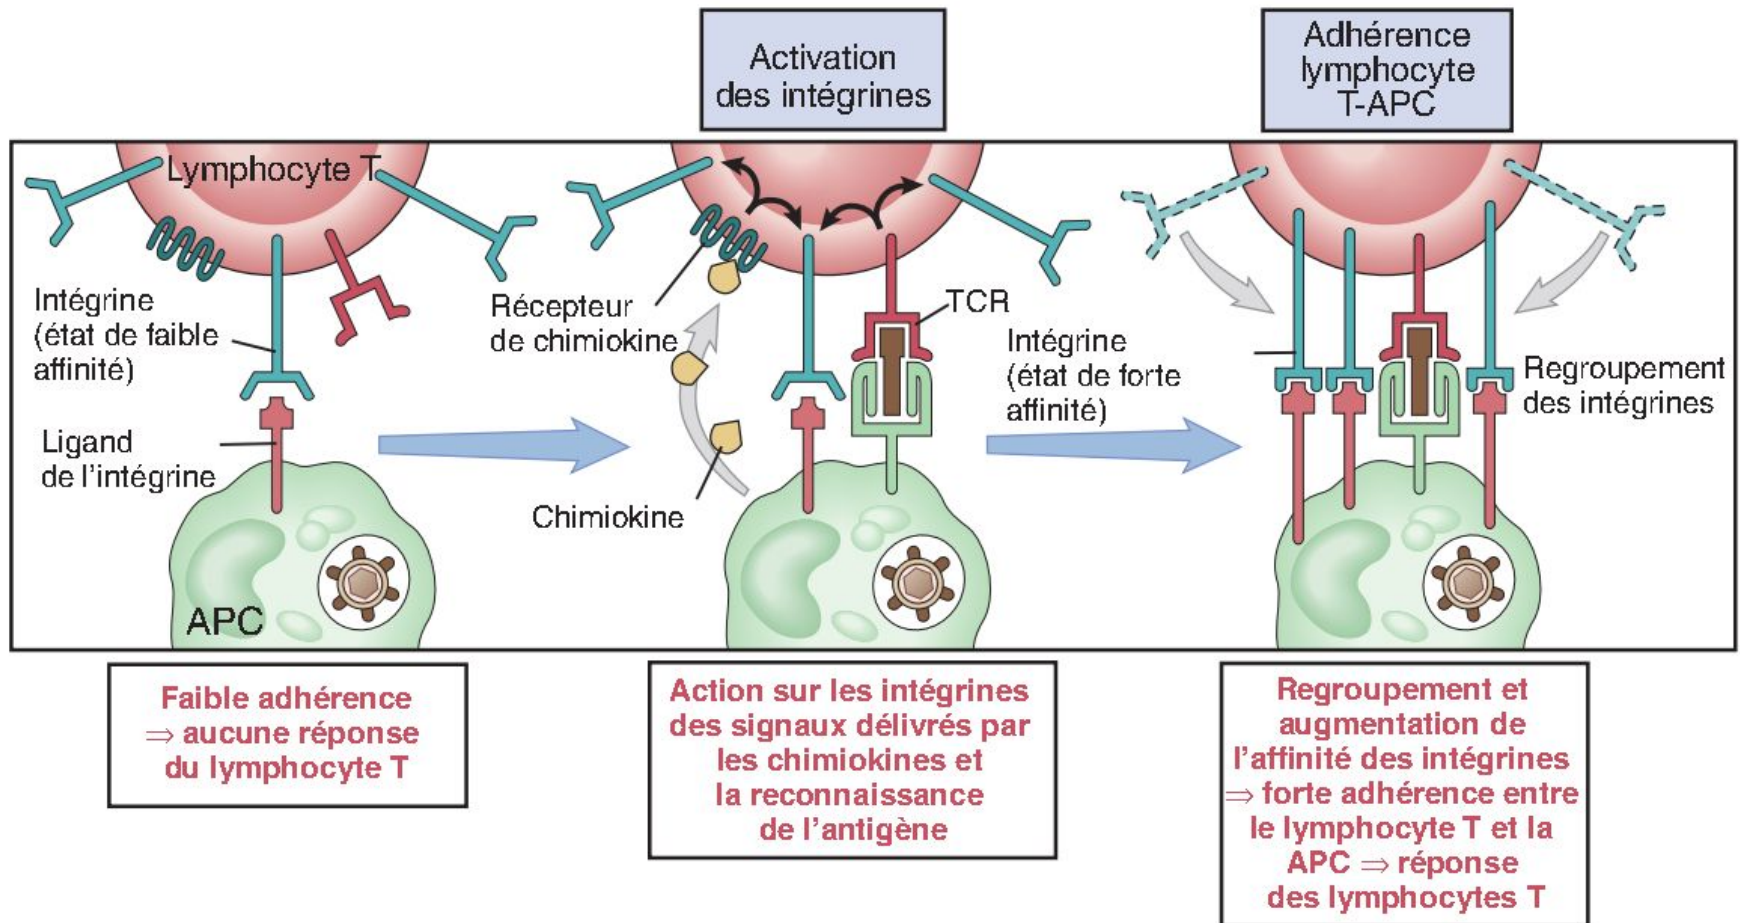 Activation
des intégrines
Adhérence
lymphocyte
T-APC
Lymphocyte T
Intégrine
(état de faible
affinité)
Ligand
de l'intégrine
APC
Récepteur
de chimiokine
Chimiokine
TCR
Intégrine
(état de forte
affinité)
Regroupement
des intégrines
Faible adhérence
⇒ aucune réponse
du lymphocyte T
Action sur les intégrines
des signaux délivrés par
les chimiokines et
la reconnaissance
de l'antigène
Regroupement et
augmentation de
l'affinité des intégrines
⇒ forte adhérence entre
le lymphocyte T et la
APC ⇒ réponse
des lymphocytes T